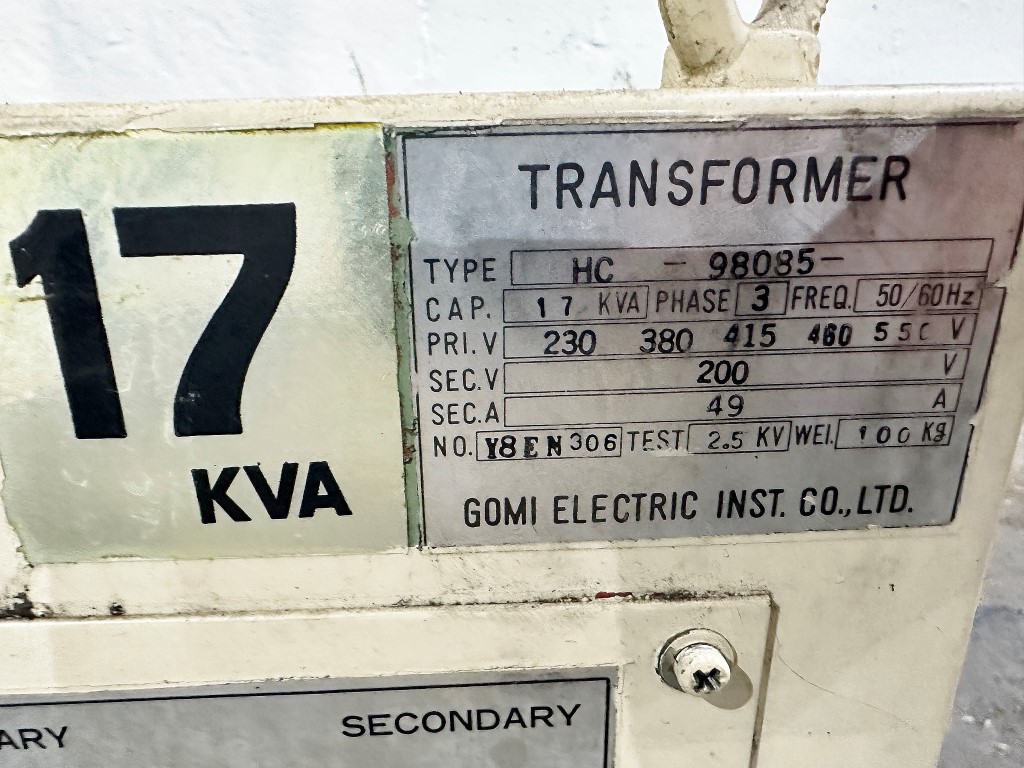 17
KVA
TRANSFORMER
TYPE HC - 98085-
CAP. 17 KVA PHASE 3 FREQ. 50/60Hz
PRI.V 230 380 415 460 550 V
SEC.V 200 V
SEC.A 49 A
NO. Y8EN306 TEST 2.5 KV WEI. 100 Kg
GOMI ELECTRIC INST. CO.,LTD.
ARY SECONDARY